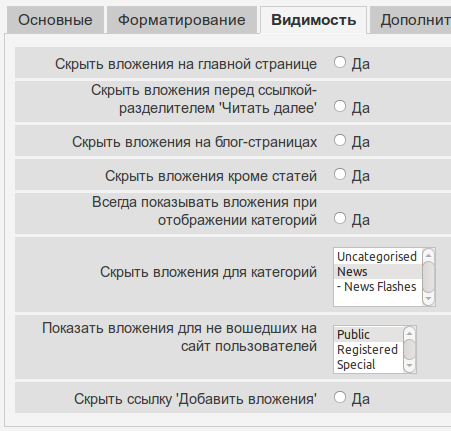 Основные Форматирование Видимость Дополнит
Скрыть вложения на главной странице Да
Скрыть вложения перед ссылкой-
разделителем 'Читать далее' Да
Скрыть вложения на блог-страницах Да
Скрыть вложения кроме статей Да
Всегда показывать вложения при
отображении категорий Да
Uncategorised
Скрыть вложения для категорий News
- News Flashes
Показать вложения для не вошедших на Public
сайт пользователей Registered
Special
Скрыть ссылку 'Добавить вложения' Да